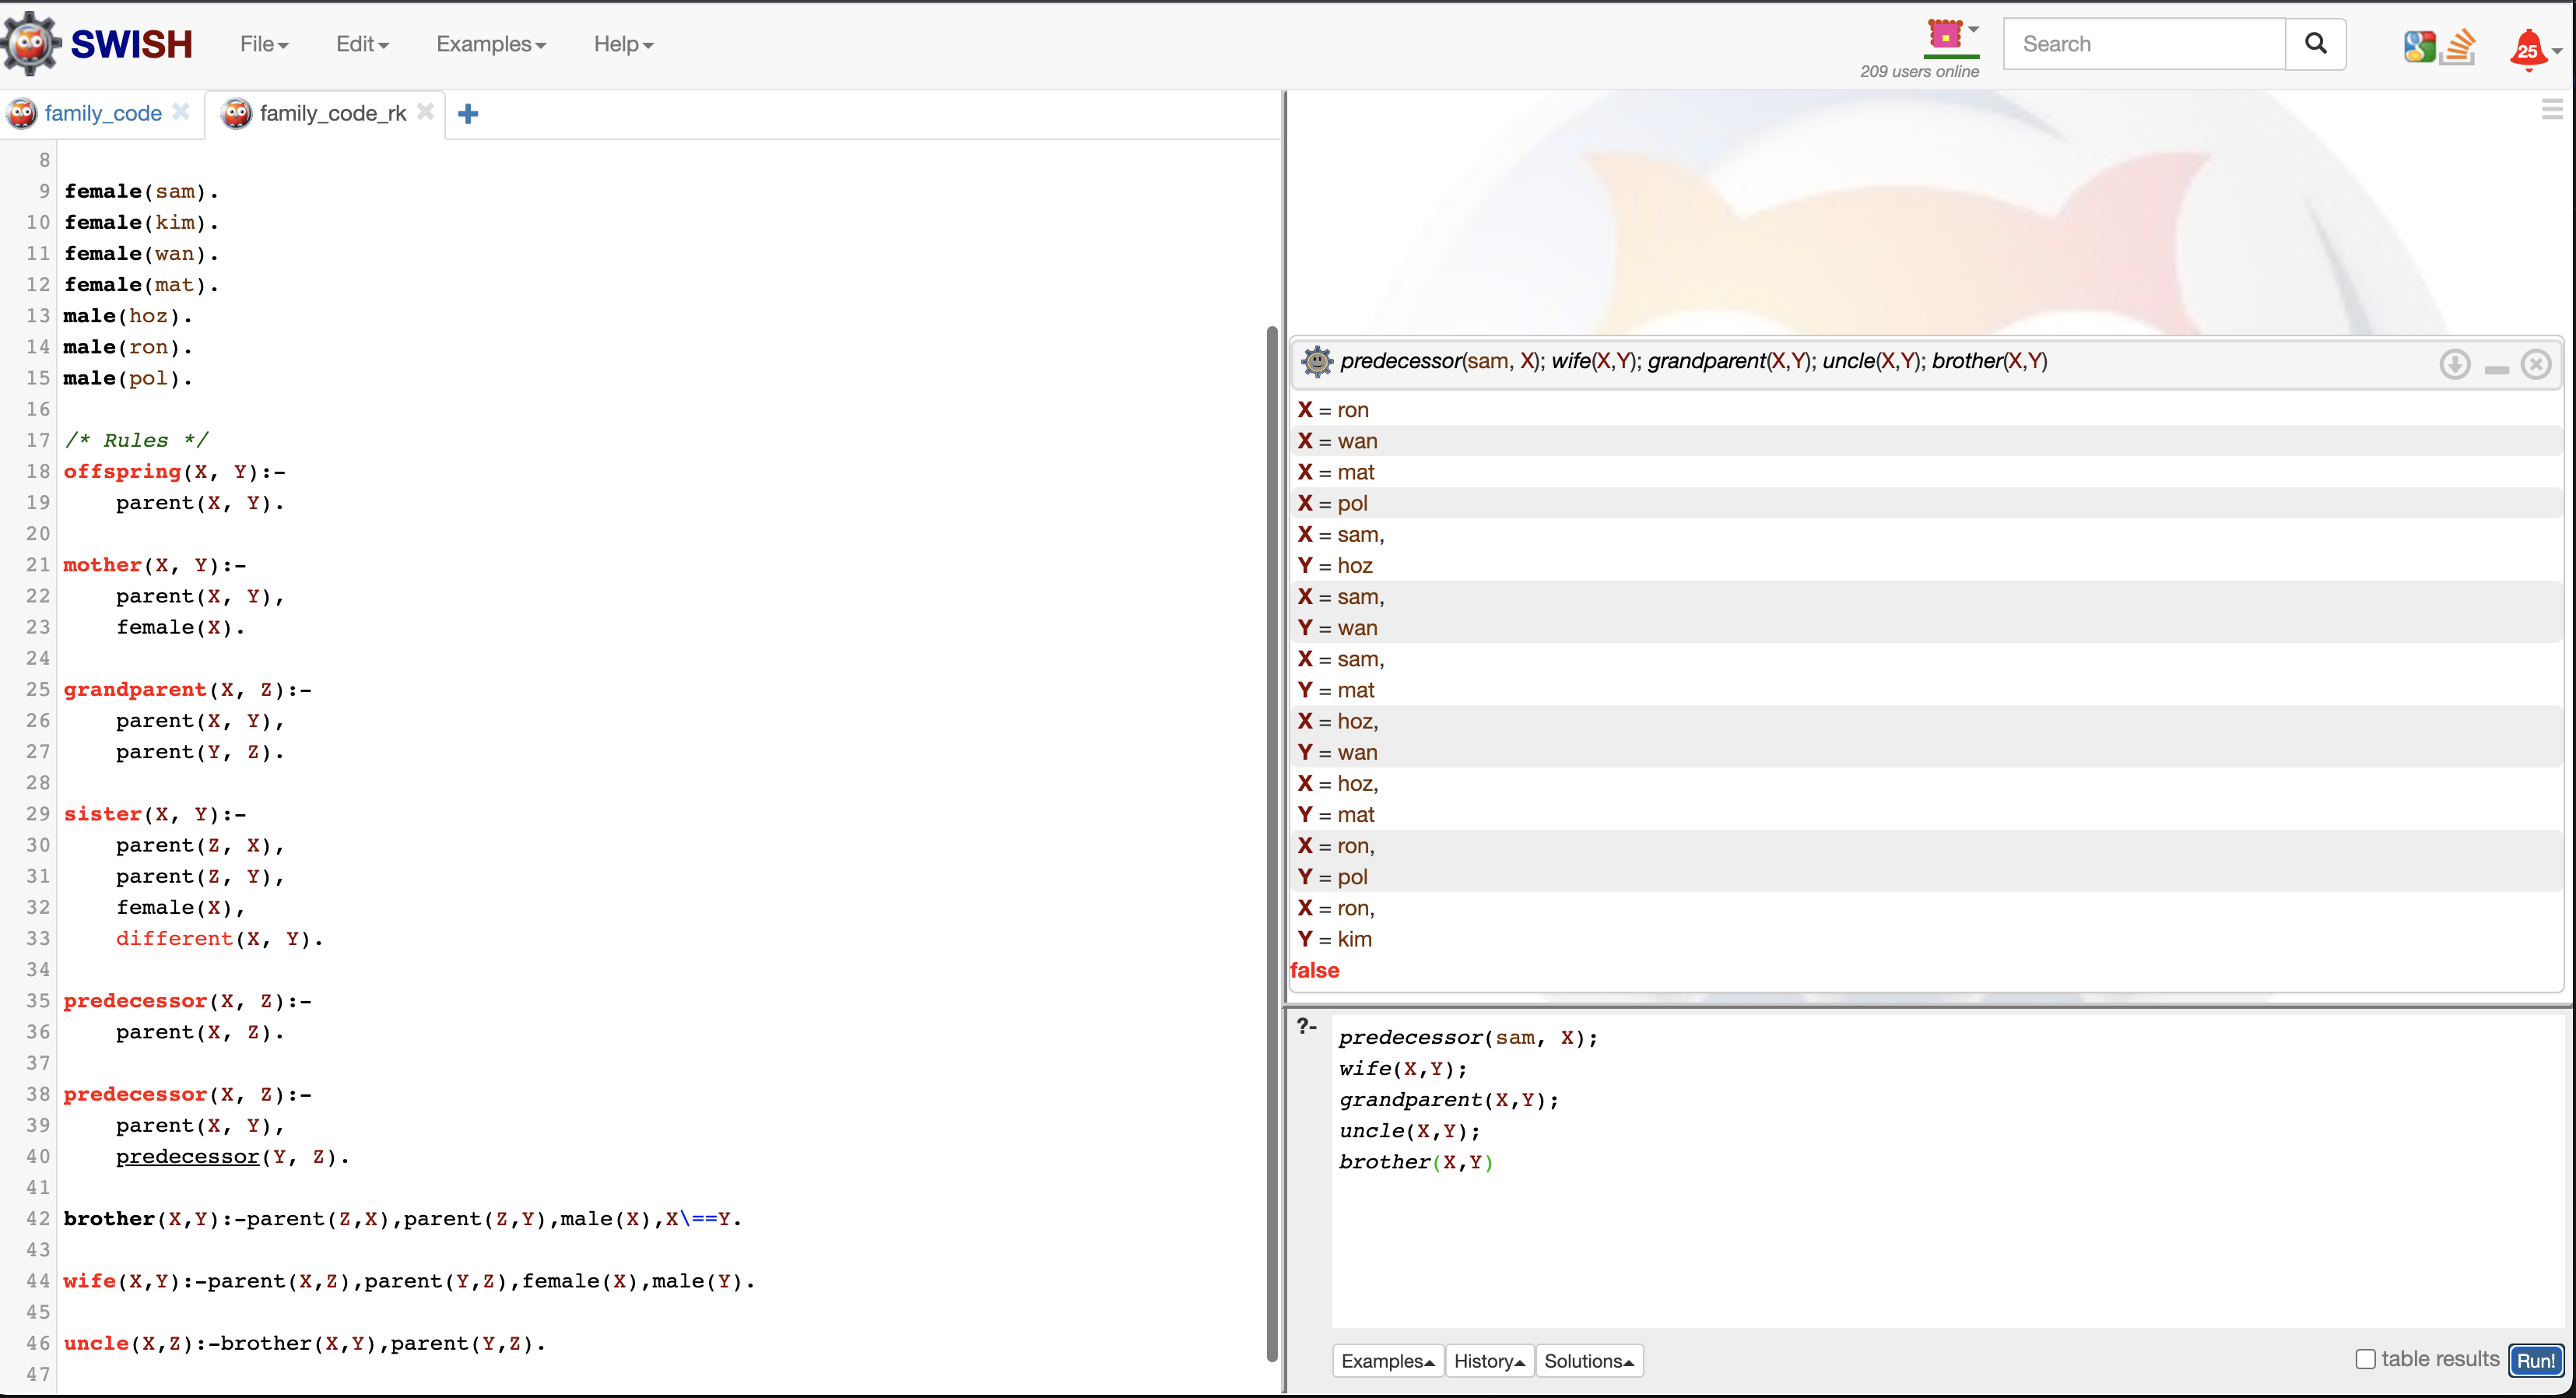 SWISH File Edit Examples Help 209 users online Search 25
family_code family_code_rk
8
9 female(sam).
10 female(kim).
11 female(wan).
12 female(mat).
13 male(hoz).
14 male(ron).
15 male(pol).
16
17 /* Rules */
18 offspring(X, Y):-
19 parent(X, Y).
20
21 mother(X, Y):-
22 parent(X, Y),
23 female(X).
24
25 grandparent(X, Z):-
26 parent(X, Y),
27 parent(Y, Z).
28
29 sister(X, Y):-
30 parent(Z, X),
31 parent(Z, Y),
32 female(X),
33 different(X, Y).
34
35 predecessor(X, Z):-
36 parent(X, Z).
37
38 predecessor(X, Z):-
39 parent(X, Y),
40 predecessor(Y, Z).
41
42 brother(X,Y):-parent(Z,X),parent(Z,Y),male(X),X\==Y.
43
44 wife(X,Y):-parent(X,Z),parent(Y,Z),female(X),male(Y).
45
46 uncle(X,Z):-brother(X,Y),parent(Y,Z).
47
predecessor(sam, X); wife(X,Y); grandparent(X,Y); uncle(X,Y); brother(X,Y)
X = ron
X = wan
X = mat
X = pol
X = sam,
Y = hoz
X = sam,
Y = wan
X = sam,
Y = mat
X = hoz,
Y = wan
X = hoz,
Y = mat
X = ron,
Y = pol
X = ron,
Y = kim
false
?- predecessor(sam, X);
wife(X,Y);
grandparent(X,Y);
uncle(X,Y);
brother(X,Y)
Examples History Solutions table results Run!